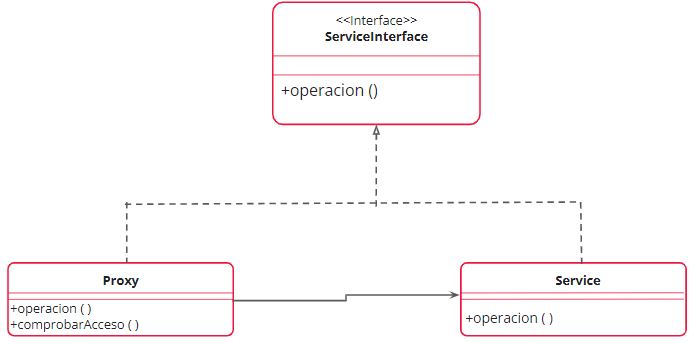 <<Interface>>
ServiceInterface
+operacion ()
Proxy
+operacion ( )
+comprobarAcceso ( )
Service
+operacion ( )